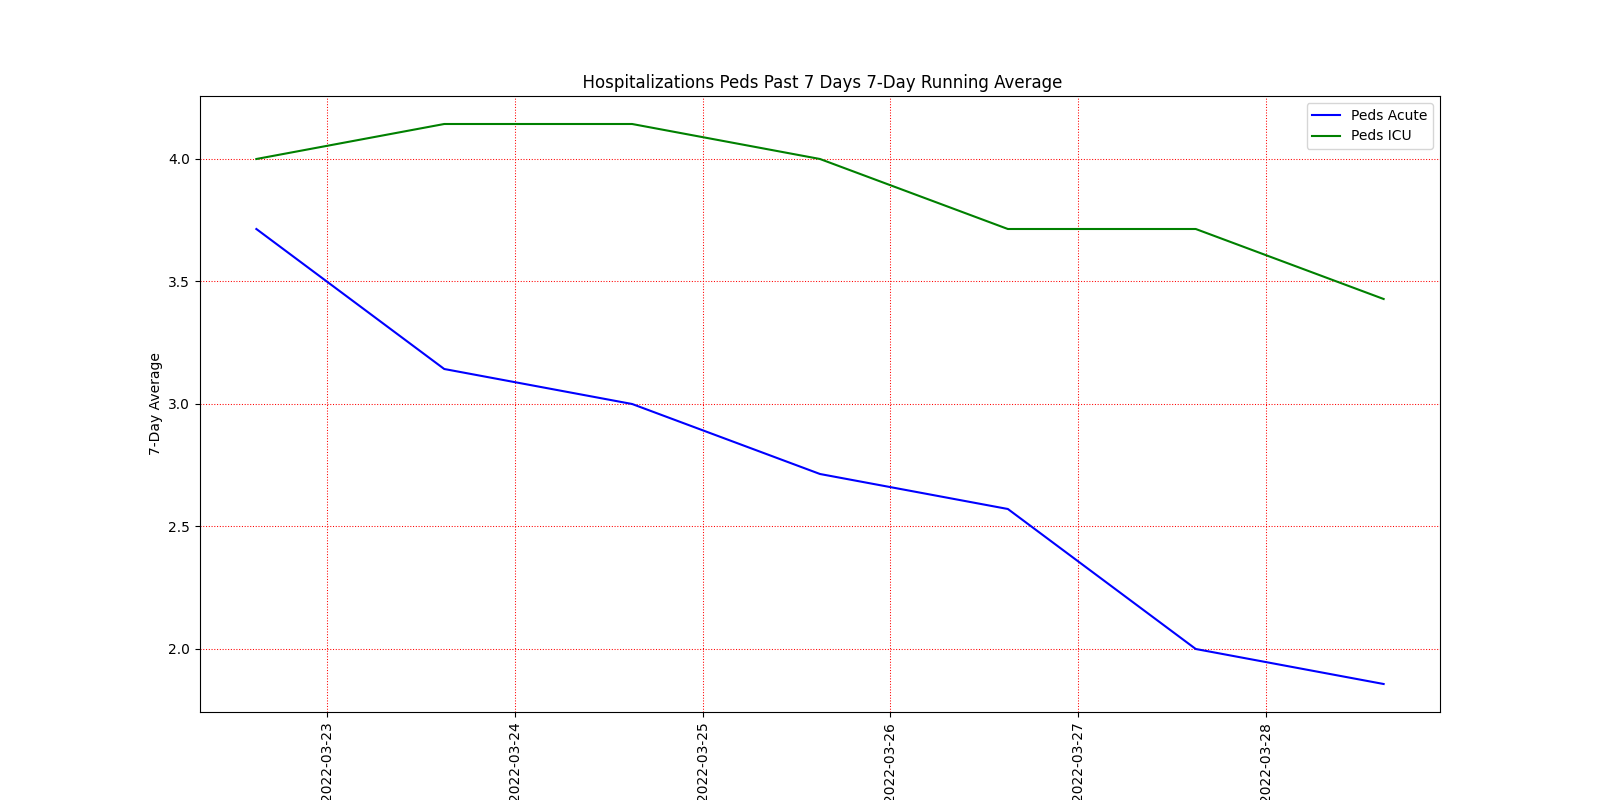 Hospitalizations Peds Past 7 Days 7-Day Running Average
Peds Acute
Peds ICU
7-Day Average
4.0
3.5
3.0
2.5
2.0
2022-03-23
2022-03-24
2022-03-25
2022-03-26
2022-03-27
2022-03-28